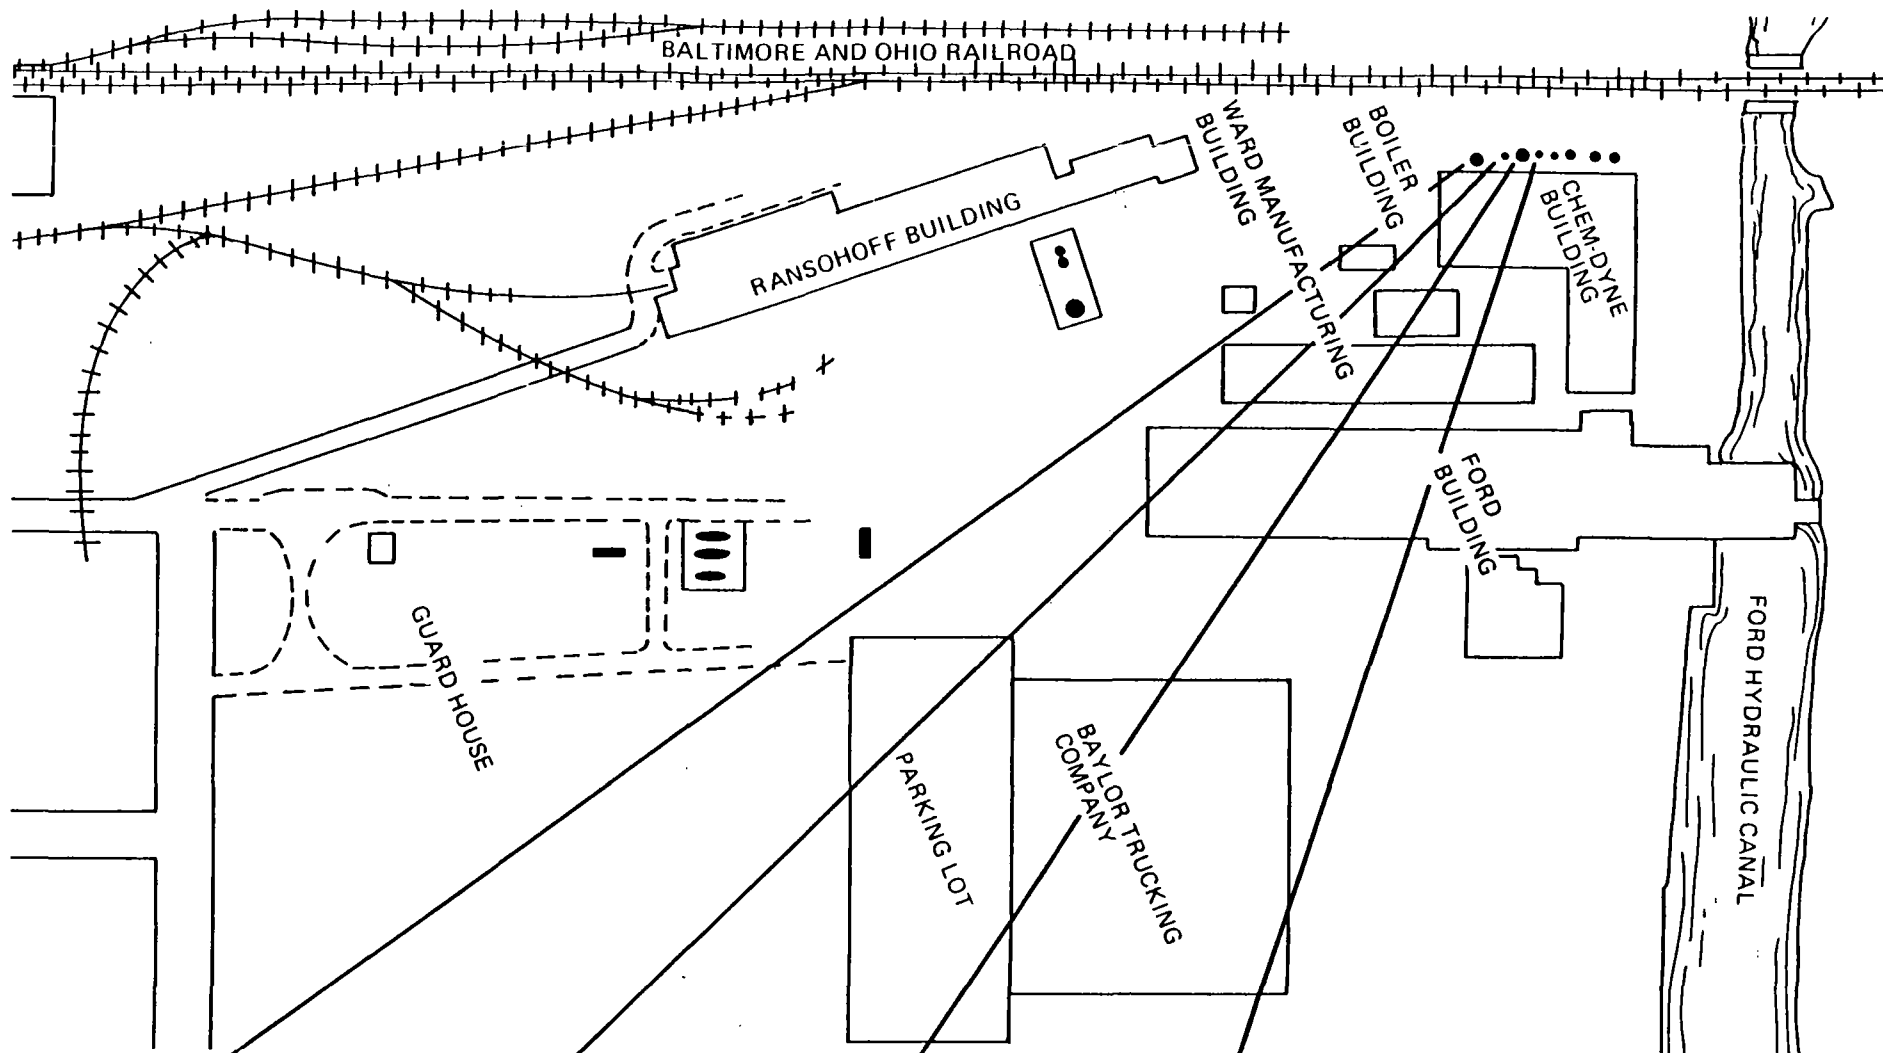 BALTIMORE AND OHIO RAILROAD
RANSOHOFF BUILDING
WARD MANUFACTURING
BUILDING
BOILER
BUILDING
CHEM-DYNE
BUILDING
FORD
BUILDING
GUARD HOUSE
PARKING LOT
BAYLOR TRUCKING
COMPANY
FORD HYDRAULIC CANAL